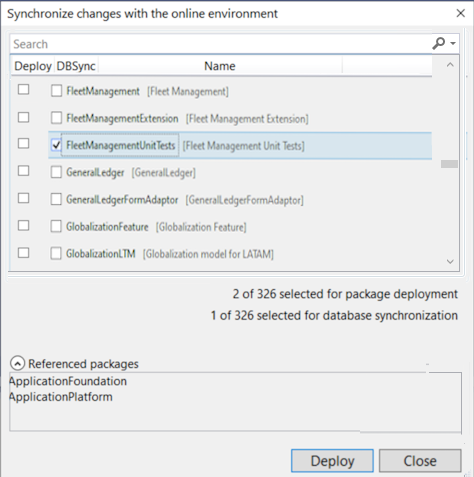 Synchronize changes with the online environment
Search
Deploy DBSync Name
FleetManagement [Fleet Management]
FleetManagementExtension [Fleet Management Extension]
FleetManagementUnitTests [Fleet Management Unit Tests]
GeneralLedger [GeneralLedger]
GeneralLedgerFormAdaptor [GeneralLedgerFormAdaptor]
GlobalizationFeature [Globalization Feature]
GlobalizationLTM [Globalization model for LATAM]
2 of 326 selected for package deployment
1 of 326 selected for database synchronization
Referenced packages
ApplicationFoundation
ApplicationPlatform
Deploy Close